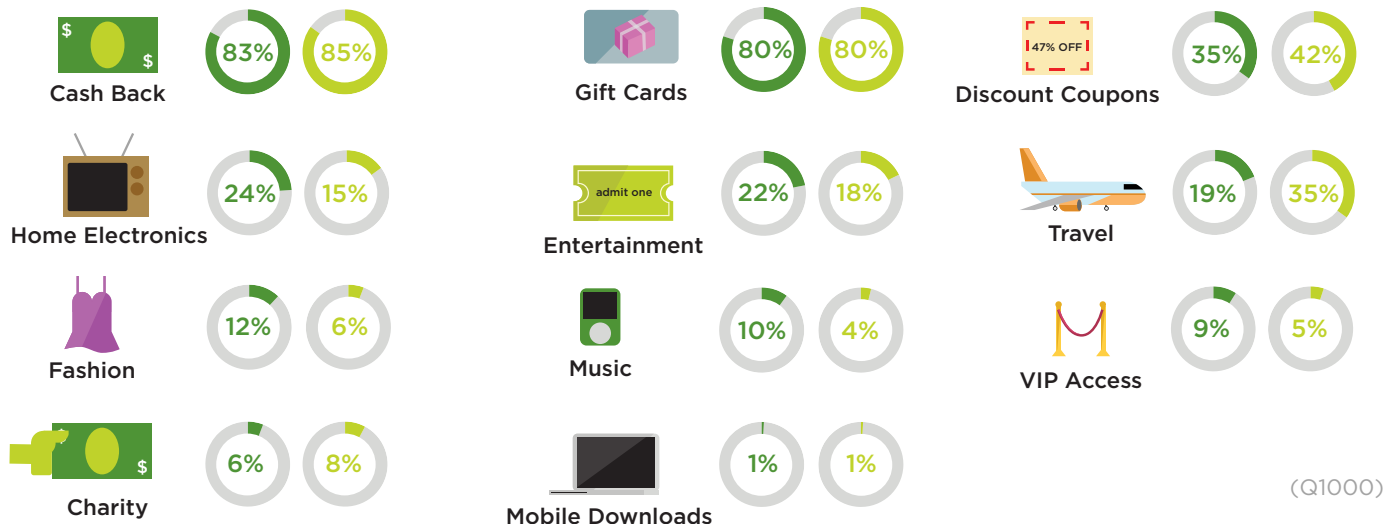 $
$
83%
85%
Cash Back
80%
80%
Gift Cards
47% OFF
35%
42%
Discount Coupons
24%
15%
Home Electronics
admit one
22%
18%
Entertainment
19%
35%
Travel
12%
6%
Fashion
10%
4%
Music
9%
5%
VIP Access
$
6%
8%
Charity
1%
1%
Mobile Downloads
(Q1000)